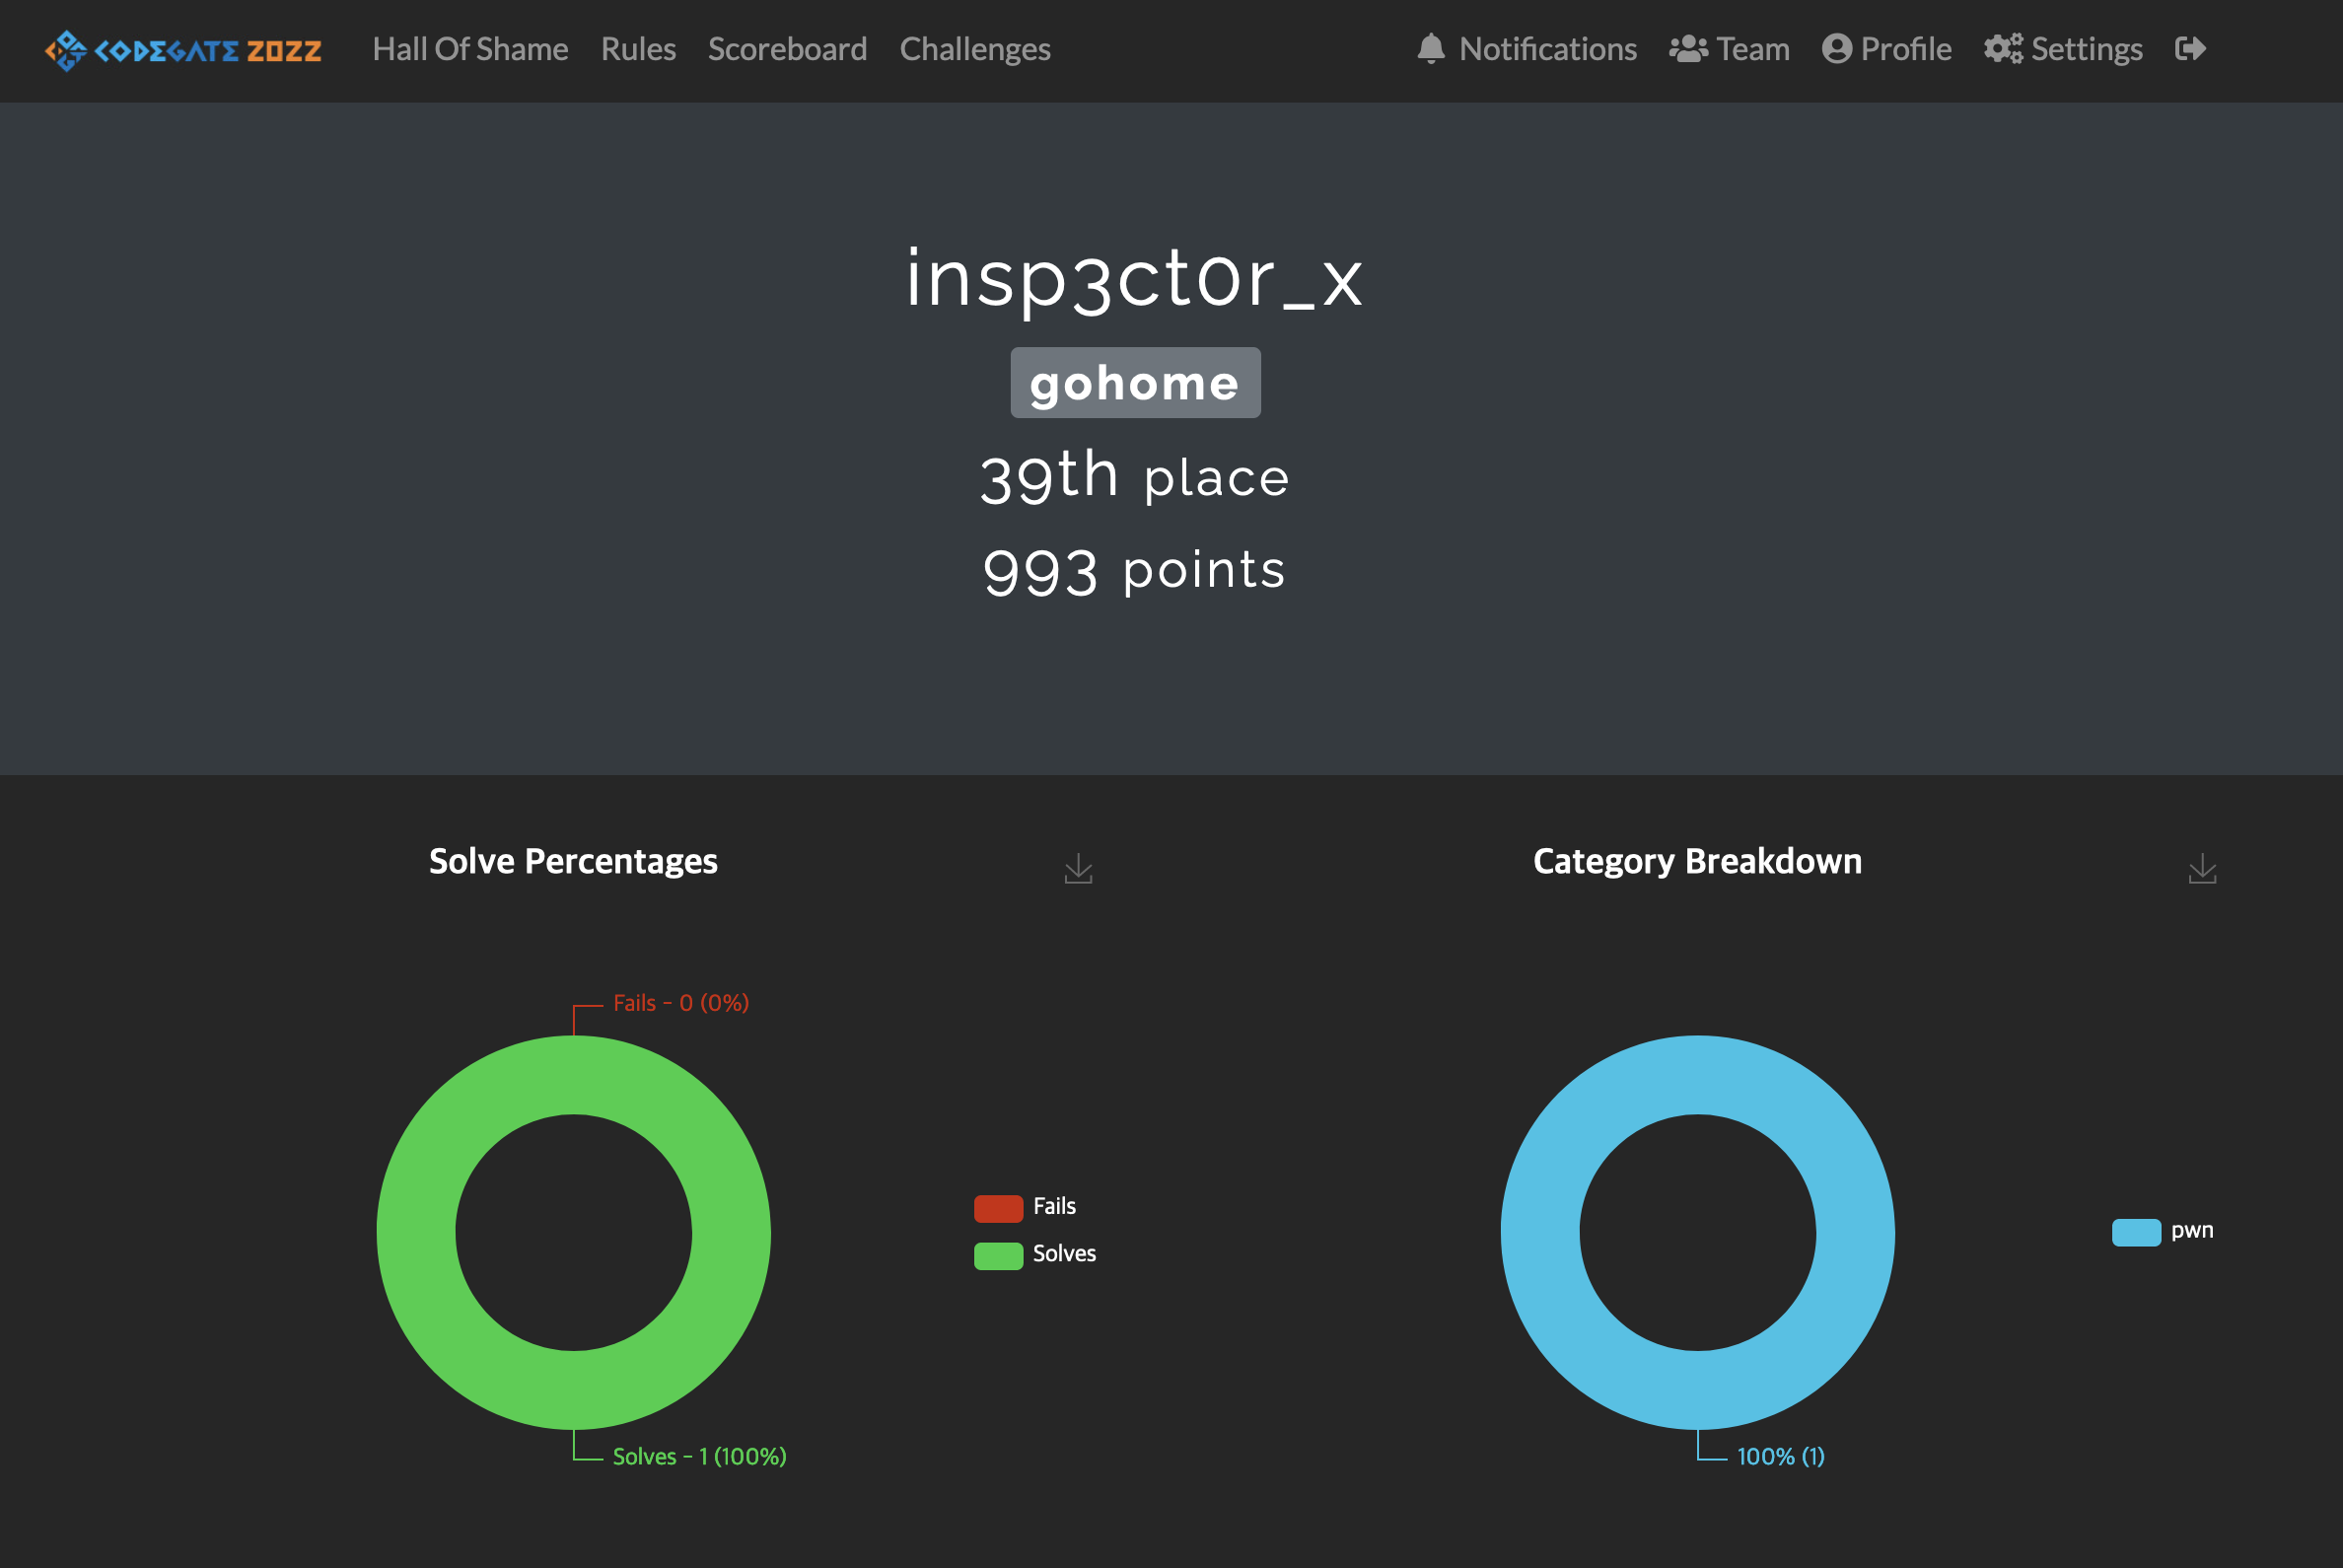 CODEGATE 2022 Hall Of Shame Rules Scoreboard Challenges Notifications Team Profile Settings
insp3ctor_x
gohome
39th place
993 points
Solve Percentages
Fails - 0 (0%)
Fails
Solves
Solves - 1 (100%)
Category Breakdown
pwn
100% (1)